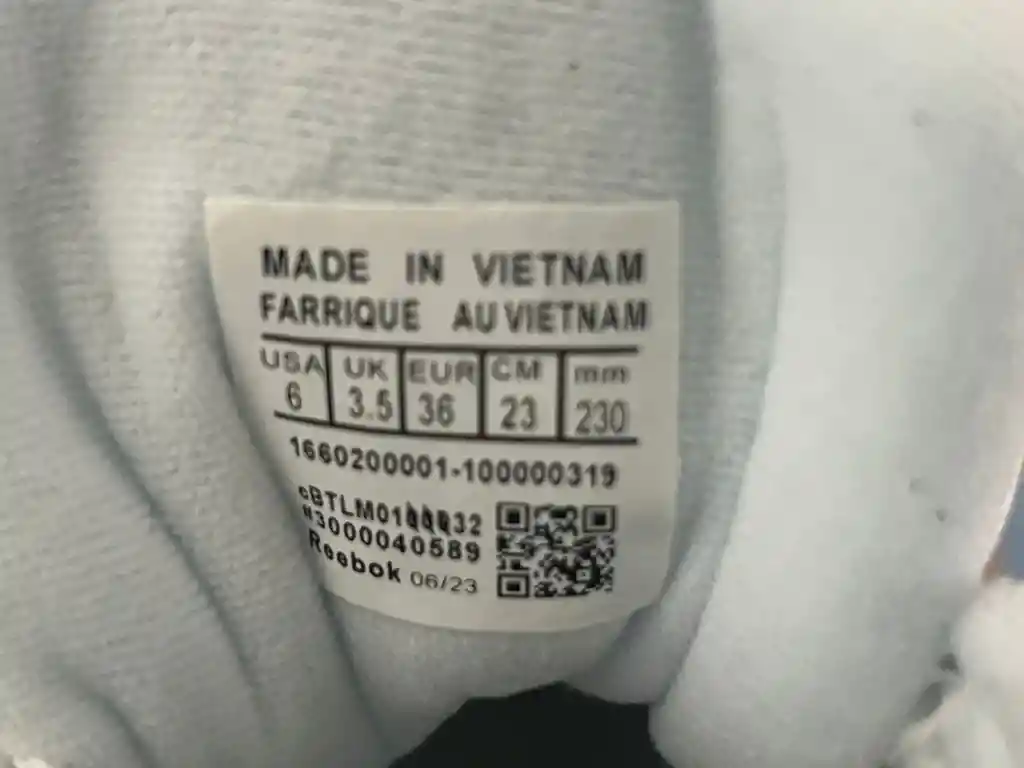 MADE IN VIETNAM
FARRIQUE AU VIETNAM
USA UK EUR CM mm
6 3.5 36 23 230
1660200001-100000319
#3000040589
Reebok 06/23